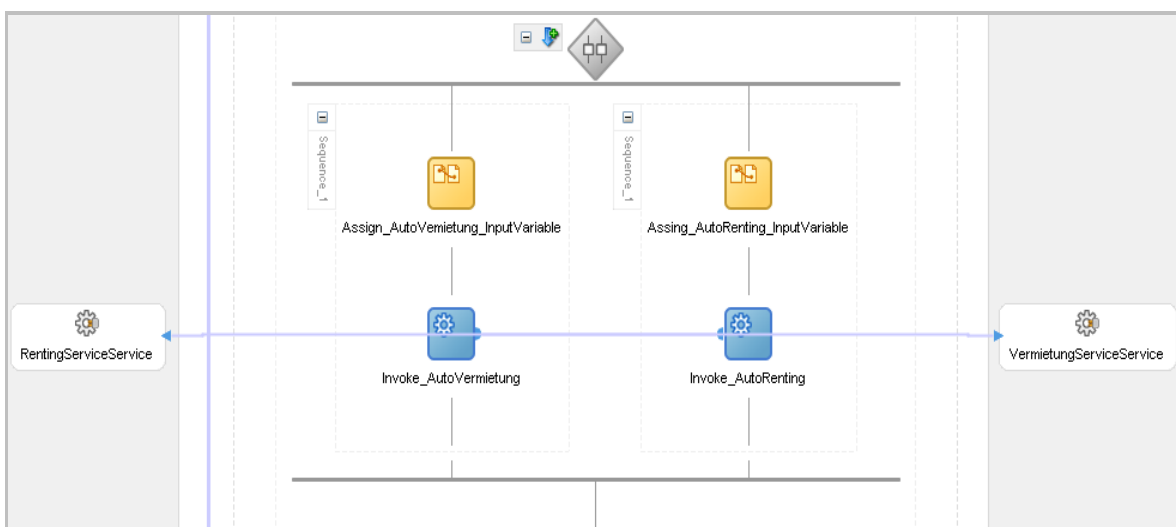 Sequence_1
Sequence_1
Assign_AutoVemietung_InputVariable
Assing_AutoRenting_InputVariable
RentingServiceService
VermietungServiceService
Invoke_AutoVermietung
Invoke_AutoRenting